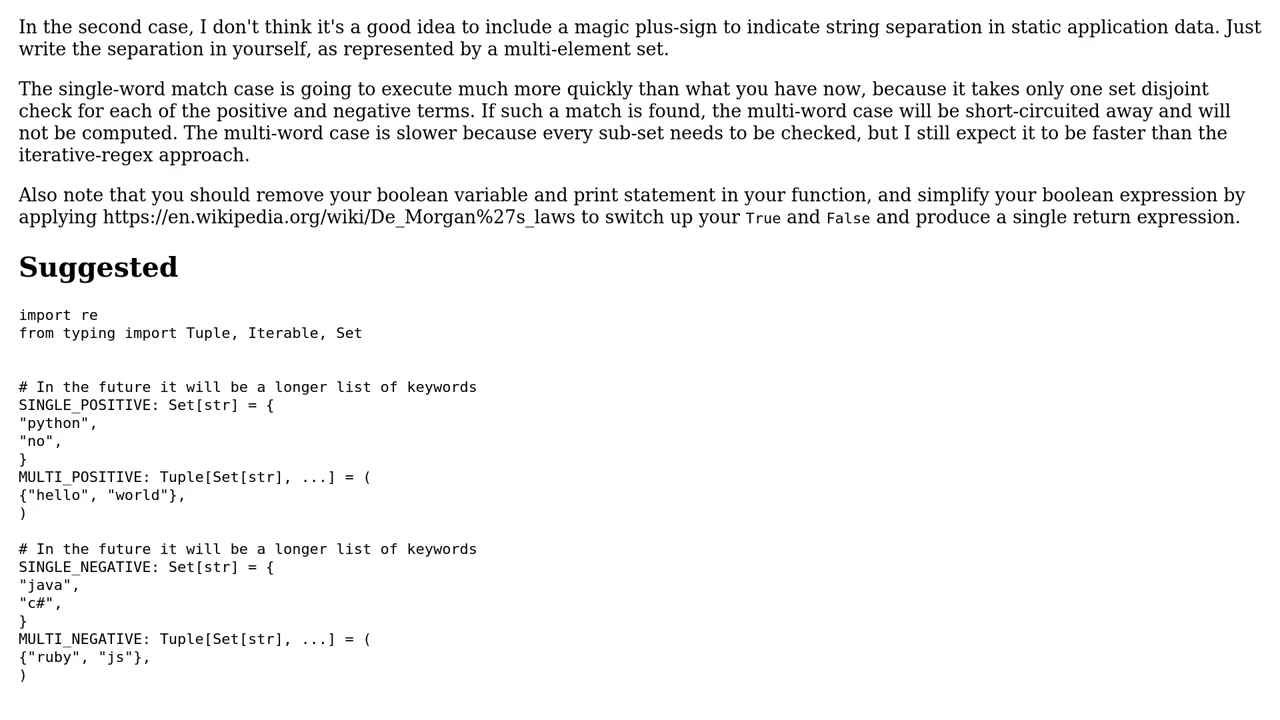 In the second case, I don't think it's a good idea to include a magic plus-sign to indicate string separation in static application data. Just
write the separation in yourself, as represented by a multi-element set.
The single-word match case is going to execute much more quickly than what you have now, because it takes only one set disjoint
check for each of the positive and negative terms. If such a match is found, the multi-word case will be short-circuited away and will
not be computed. The multi-word case is slower because every sub-set needs to be checked, but I still expect it to be faster than the
iterative-regex approach.
Also note that you should remove your boolean variable and print statement in your function, and simplify your boolean expression by
applying https://en.wikipedia.org/wiki/De_Morgan%27s_laws to switch up your True and False and produce a single return expression.
Suggested
import re
from typing import Tuple, Iterable, Set
# In the future it will be a longer list of keywords
SINGLE_POSITIVE: Set[str] = {
"python",
"no",
}
MULTI_POSITIVE: Tuple[Set[str], ...] = (
{"hello", "world"},
)
# In the future it will be a longer list of keywords
SINGLE_NEGATIVE: Set[str] = {
"java",
"c#",
}
MULTI_NEGATIVE: Tuple[Set[str], ...] = (
{"ruby", "js"},
)